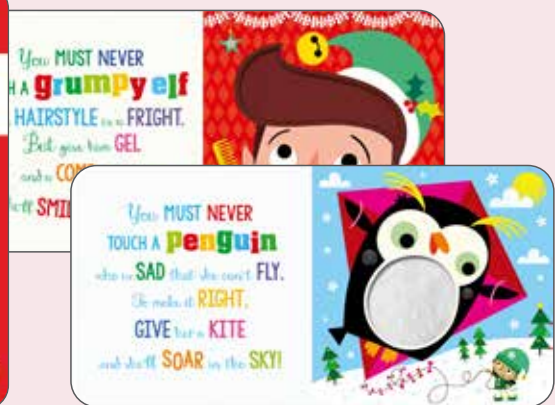 You MUST NEVER
H A grumpy elf
HAIRSTYLE is a FRIGHT.
But give him GEL
and a
SMIL
You MUST NEVER
TOUCH A penguin
who is SAD that she can't FLY.
To make it RIGHT,
GIVE her a KITE
and she'll SOAR in the SKY!